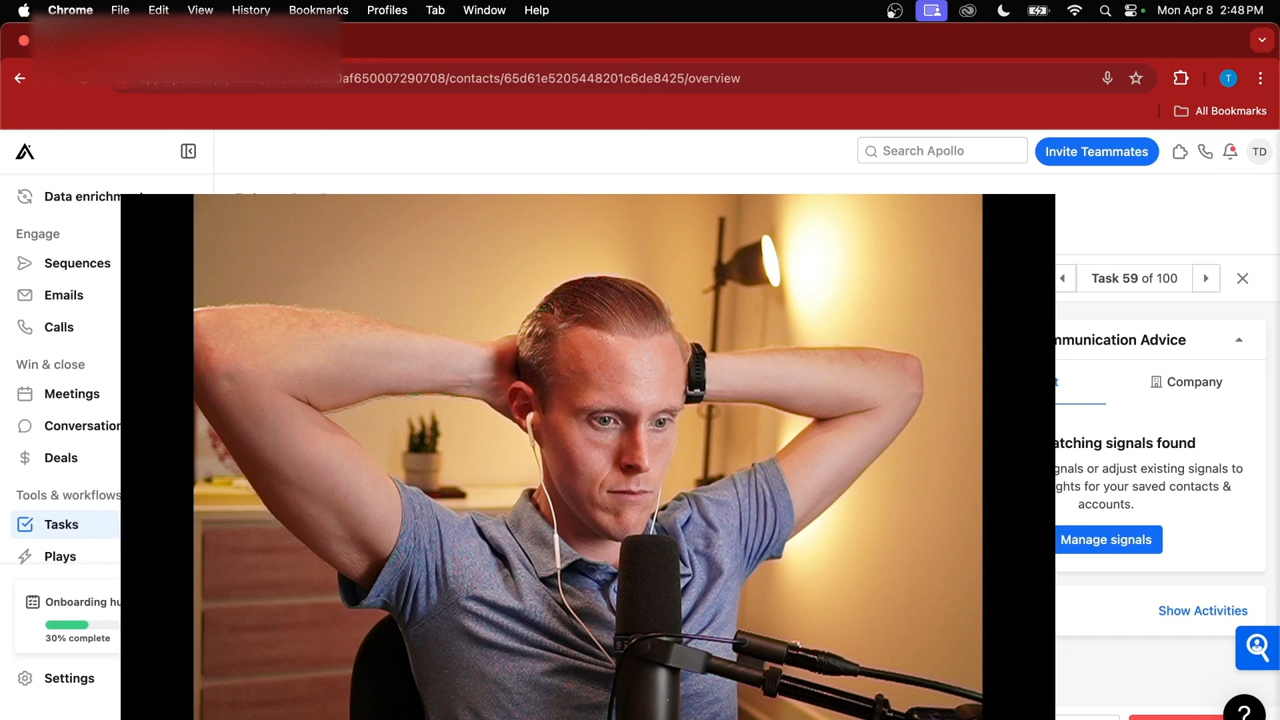 Chrome File Edit View History Bookmarks Profiles Tab Window Help Mon Apr 8 2:48 PM
0af650007290708/contacts/65d61e5205448201c6de8425/overview T
All Bookmarks
Search Apollo Invite Teammates TD
Data enrichm
Engage
Sequences
Emails
Calls
Win & close
Meetings
Conversation
Deals
Tools & workflows
Tasks
Plays
Onboarding hu
30% complete
Settings
Task 59 of 100
mmunication Advice
t Company
atching signals found
gnals or adjust existing signals to
ghts for your saved contacts &
accounts.
Manage signals
Show Activities
?